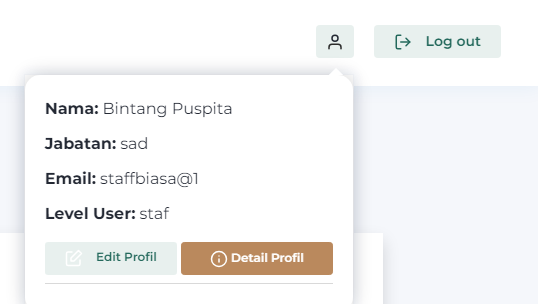 Log out
Nama: Bintang Puspita
Jabatan: sad
Email: staffbiasa@1
Level User: staf
Edit Profil
Detail Profil